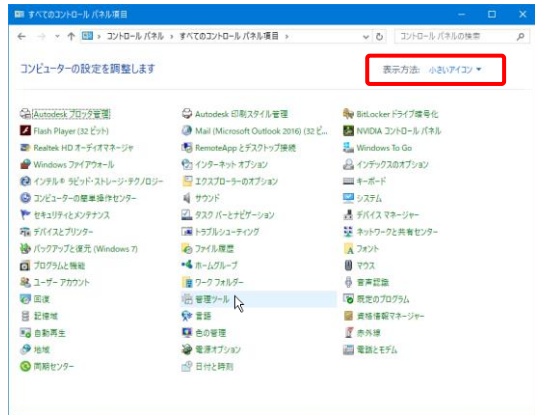 すべてのコントロール パネル項目
コントロール パネル › すべてのコントロール パネル項目 ›
コントロール パネルの検索
コンピューターの設定を調整します
表示方法: 小さいアイコン
Autodesk プロッタ管理
Autodesk 印刷スタイル管理
BitLocker ドライブ暗号化
Flash Player (32 ビット)
Mail (Microsoft Outlook 2016) (32 ビ...
NVIDIA コントロール パネル
Realtek HD オーディオマネージャ
RemoteApp とデスクトップ接続
Windows To Go
Windows ファイアウォール
インターネット オプション
インデックスのオプション
インテル® ラピッド・ストレージ・テクノロジー
エクスプローラーのオプション
キーボード
コンピューターの簡単操作センター
サウンド
システム
セキュリティとメンテナンス
タスク バーとナビゲーション
デバイス マネージャー
デバイスとプリンター
トラブルシューティング
ネットワークと共有センター
バックアップと復元 (Windows 7)
ファイル履歴
フォント
プログラムと機能
ホームグループ
マウス
ユーザー アカウント
ワーク フォルダー
音声認識
回復
管理ツール
既定のプログラム
記憶域
言語
資格情報マネージャー
自動再生
色の管理
赤外線
地域
電源オプション
電話とモデム
同期センター
日付と時刻